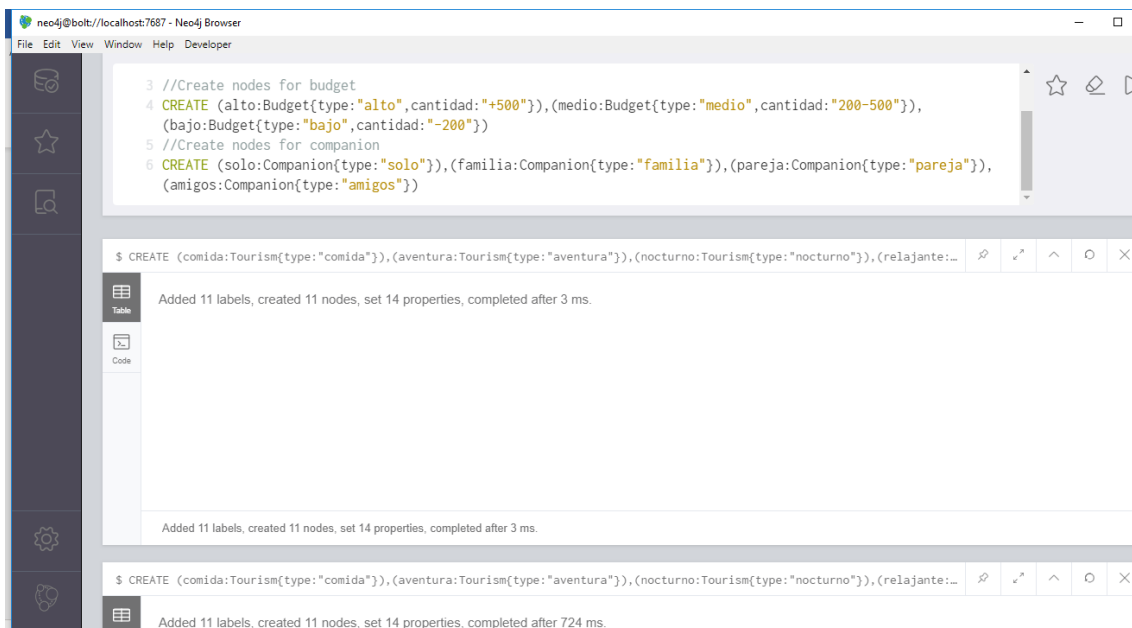 neo4j@bolt://localhost:7687 - Neo4j Browser
File Edit View Window Help Developer
3 //Create nodes for budget
4 CREATE (alto:Budget{type:"alto",cantidad:"+500"}),(medio:Budget{type:"medio",cantidad:"200-500"}),
(bajo:Budget{type:"bajo",cantidad:"-200"})
5 //Create nodes for companion
6 CREATE (solo:Companion{type:"solo"}),(familia:Companion{type:"familia"}),(pareja:Companion{type:"pareja"}),
(amigos:Companion{type:"amigos"})
$ CREATE (comida:Tourism{type:"comida"}),(aventura:Tourism{type:"aventura"}),(nocturno:Tourism{type:"nocturno"}),(relajante:…
Table
Added 11 labels, created 11 nodes, set 14 properties, completed after 3 ms.
Code
Added 11 labels, created 11 nodes, set 14 properties, completed after 3 ms.
$ CREATE (comida:Tourism{type:"comida"}),(aventura:Tourism{type:"aventura"}),(nocturno:Tourism{type:"nocturno"}),(relajante:…
Added 11 labels, created 11 nodes, set 14 properties, completed after 724 ms.